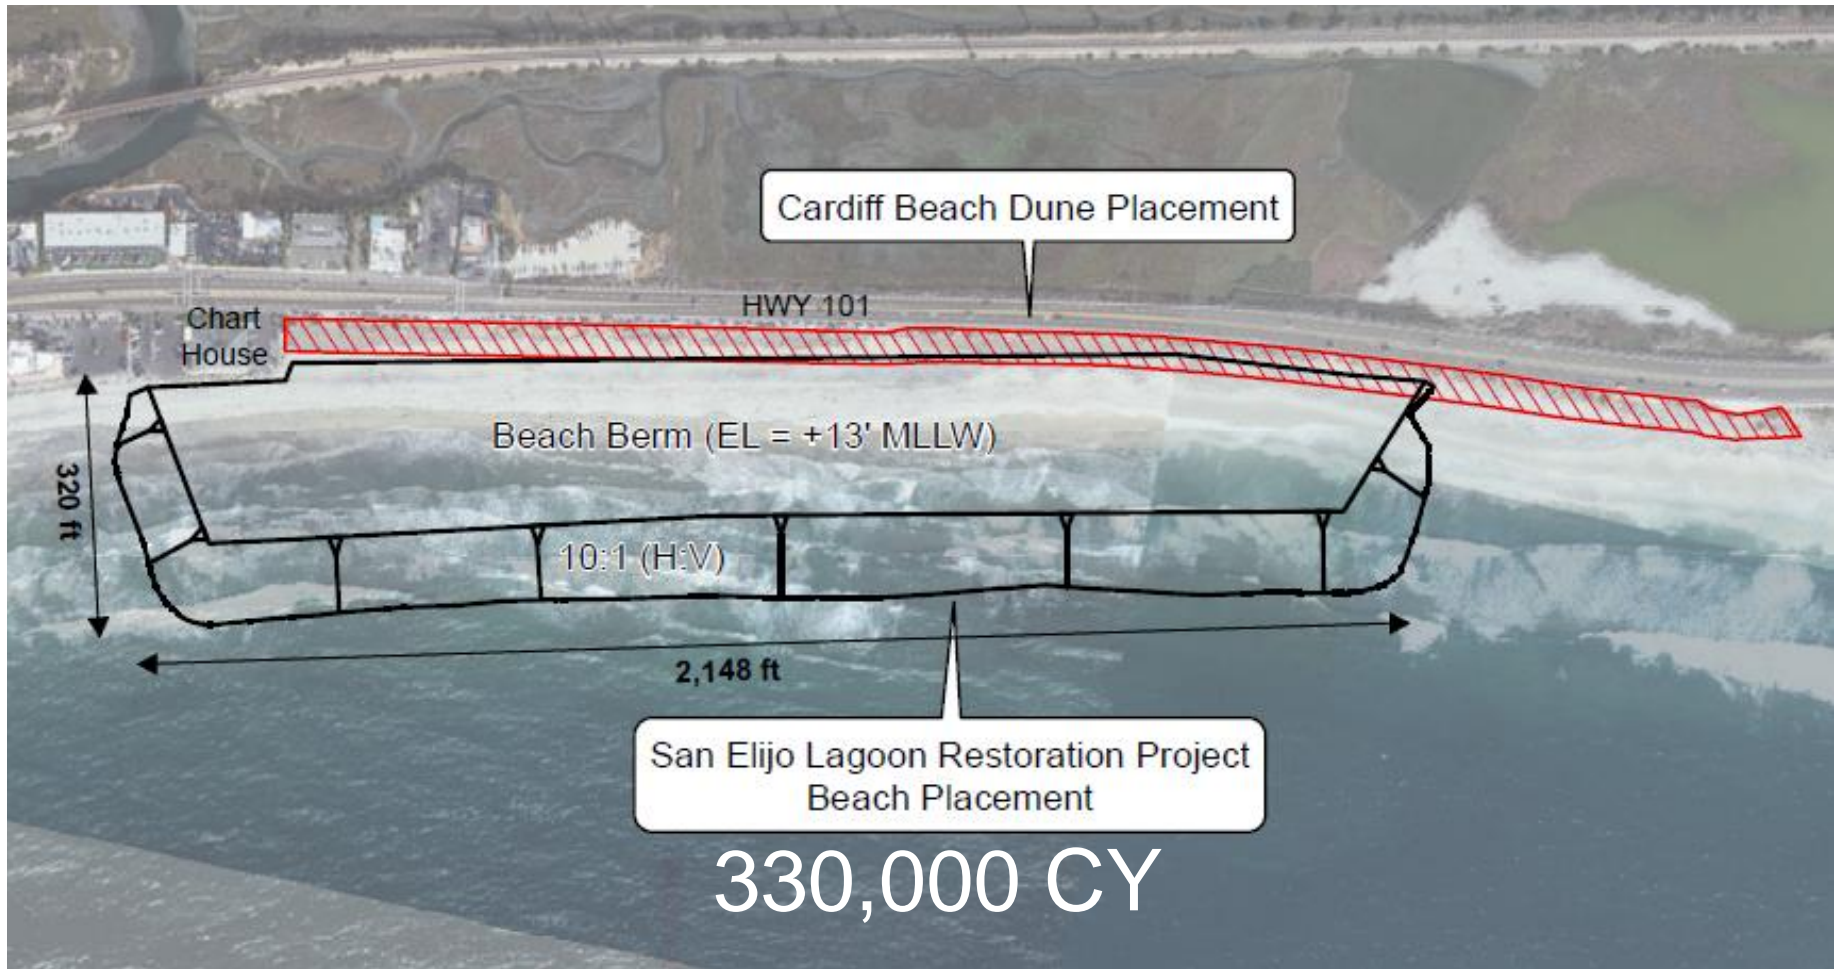 Cardiff Beach Dune Placement
HWY 101
Chart
House
Beach Berm (EL = +13' MLLW)
320 ft
10:1 (H:V)
2,148 ft
San Elijo Lagoon Restoration Project
Beach Placement
330,000 CY